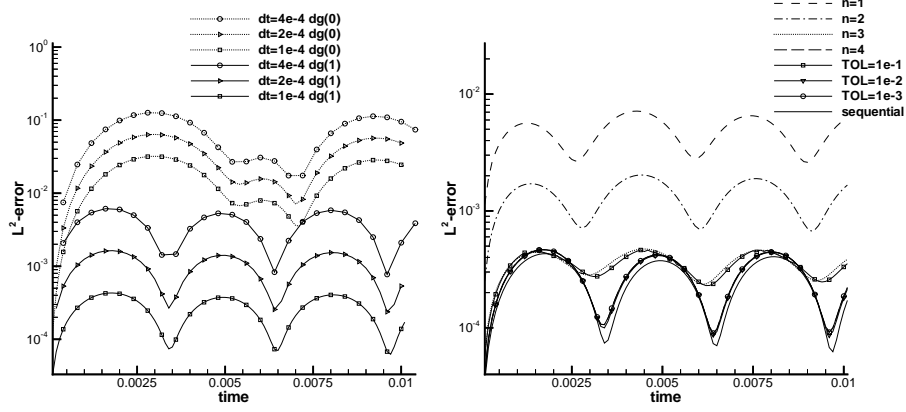 dt=4e-4 dg(0)
dt=2e-4 dg(0)
dt=1e-4 dg(0)
dt=4e-4 dg(1)
dt=2e-4 dg(1)
dt=1e-4 dg(1)
10^0
10^-1
10^-2
10^-3
10^-4
L^2-error
0.0025
0.005
0.0075
0.01
time
n=1
n=2
n=3
n=4
TOL=1e-1
TOL=1e-2
TOL=1e-3
sequential
10^-2
10^-3
10^-4
L^2-error
0.0025
0.005
0.0075
0.01
time